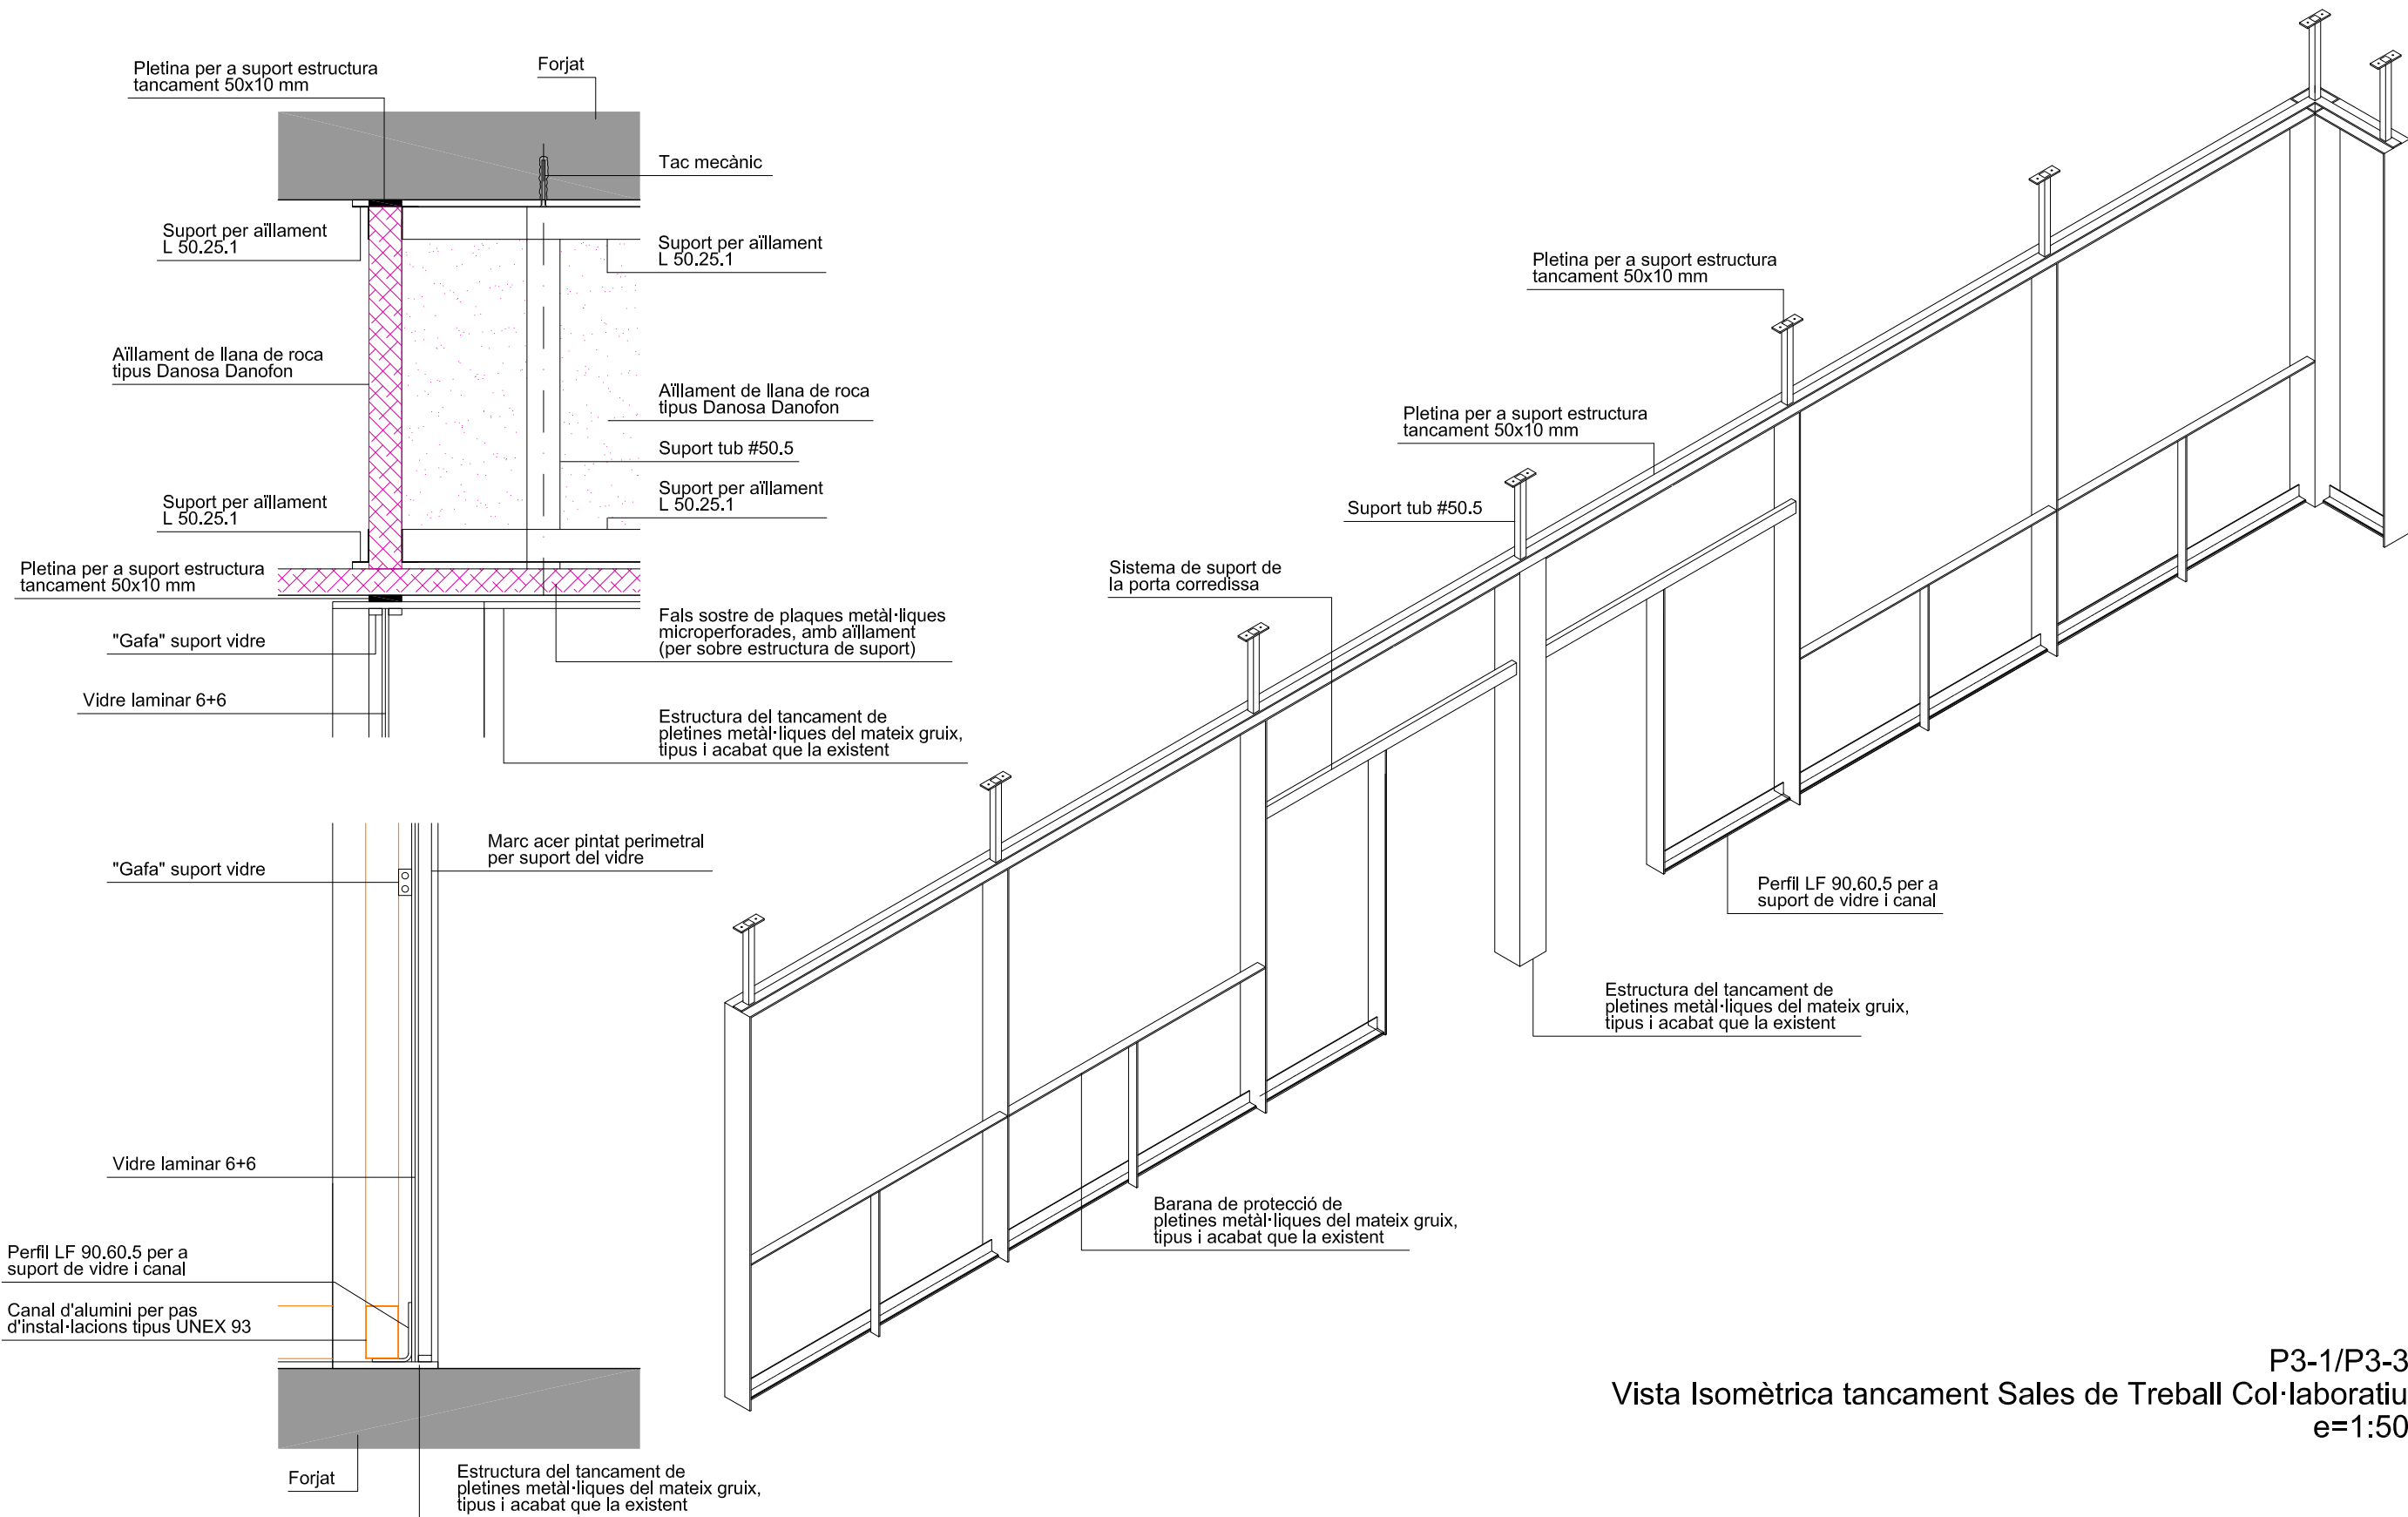 Pletina per a suport estructura
tancament 50x10 mm
Forjat
Tac mecànic
Suport per aïllament
L 50.25.1
Suport per aïllament
L 50.25.1
Aïllament de llana de roca
tipus Danosa Danofon
Aïllament de llana de roca
tipus Danosa Danofon
Suport tub #50.5
Suport per aïllament
L 50.25.1
Suport per aïllament
L 50.25.1
Pletina per a suport estructura
tancament 50x10 mm
"Gafa" suport vidre
Fals sostre de plaques metàl·liques
microperforades, amb aïllament
(per sobre estructura de suport)
Vidre laminar 6+6
Estructura del tancament de
pletines metàl·liques del mateix gruix,
tipus i acabat que la existent
"Gafa" suport vidre
Marc acer pintat perimetral
per suport del vidre
Vidre laminar 6+6
Perfil LF 90.60.5 per a
suport de vidre i canal
Canal d'alumini per pas
d'instal·lacions tipus UNEX 93
Forjat
Estructura del tancament de
pletines metàl·liques del mateix gruix,
tipus i acabat que la existent
Pletina per a suport estructura
tancament 50x10 mm
Pletina per a suport estructura
tancament 50x10 mm
Suport tub #50.5
Sistema de suport de
la porta corredissa
Perfil LF 90.60.5 per a
suport de vidre i canal
Estructura del tancament de
pletines metàl·liques del mateix gruix,
tipus i acabat que la existent
Barana de protecció de
pletines metàl·liques del mateix gruix,
tipus i acabat que la existent
P3-1/P3-3
Vista Isomètrica tancament Sales de Treball Col·laboratiu
e=1:50